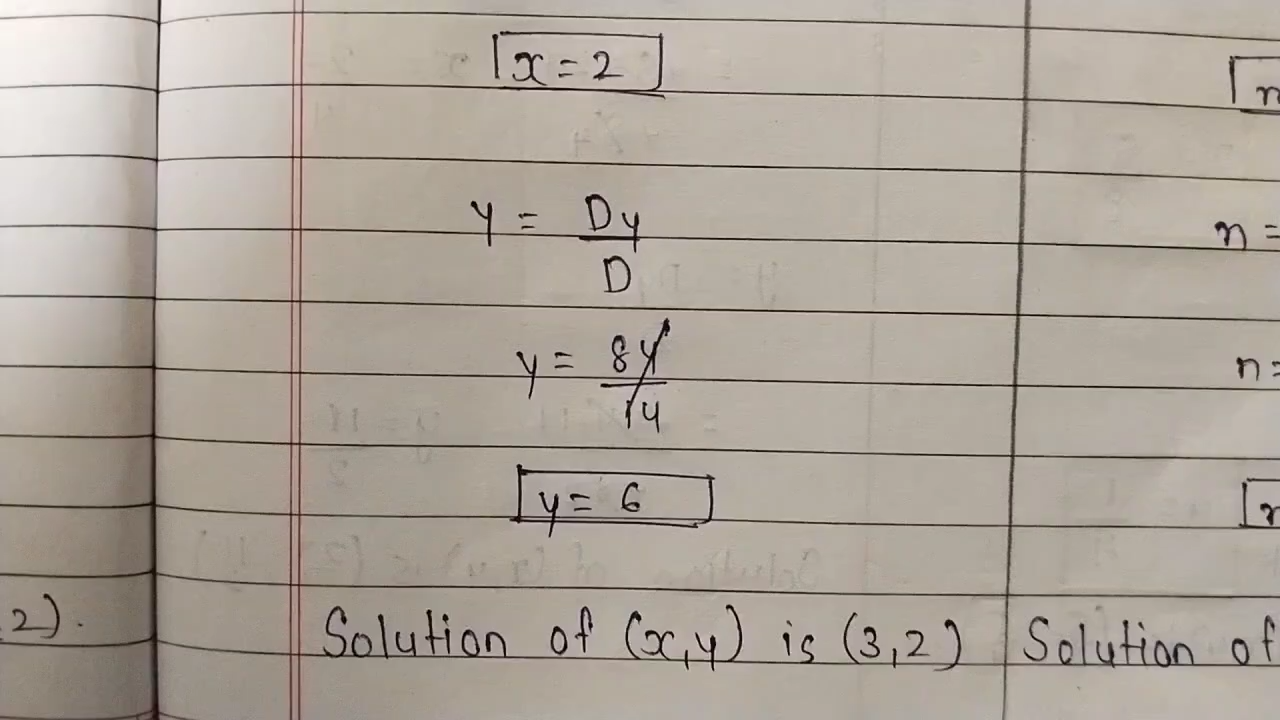 x = 2
n
y = Dy
D
n =
y = 84
14
n =
y = 6
2).
Solution of (x,y) is (3,2)
Solution of